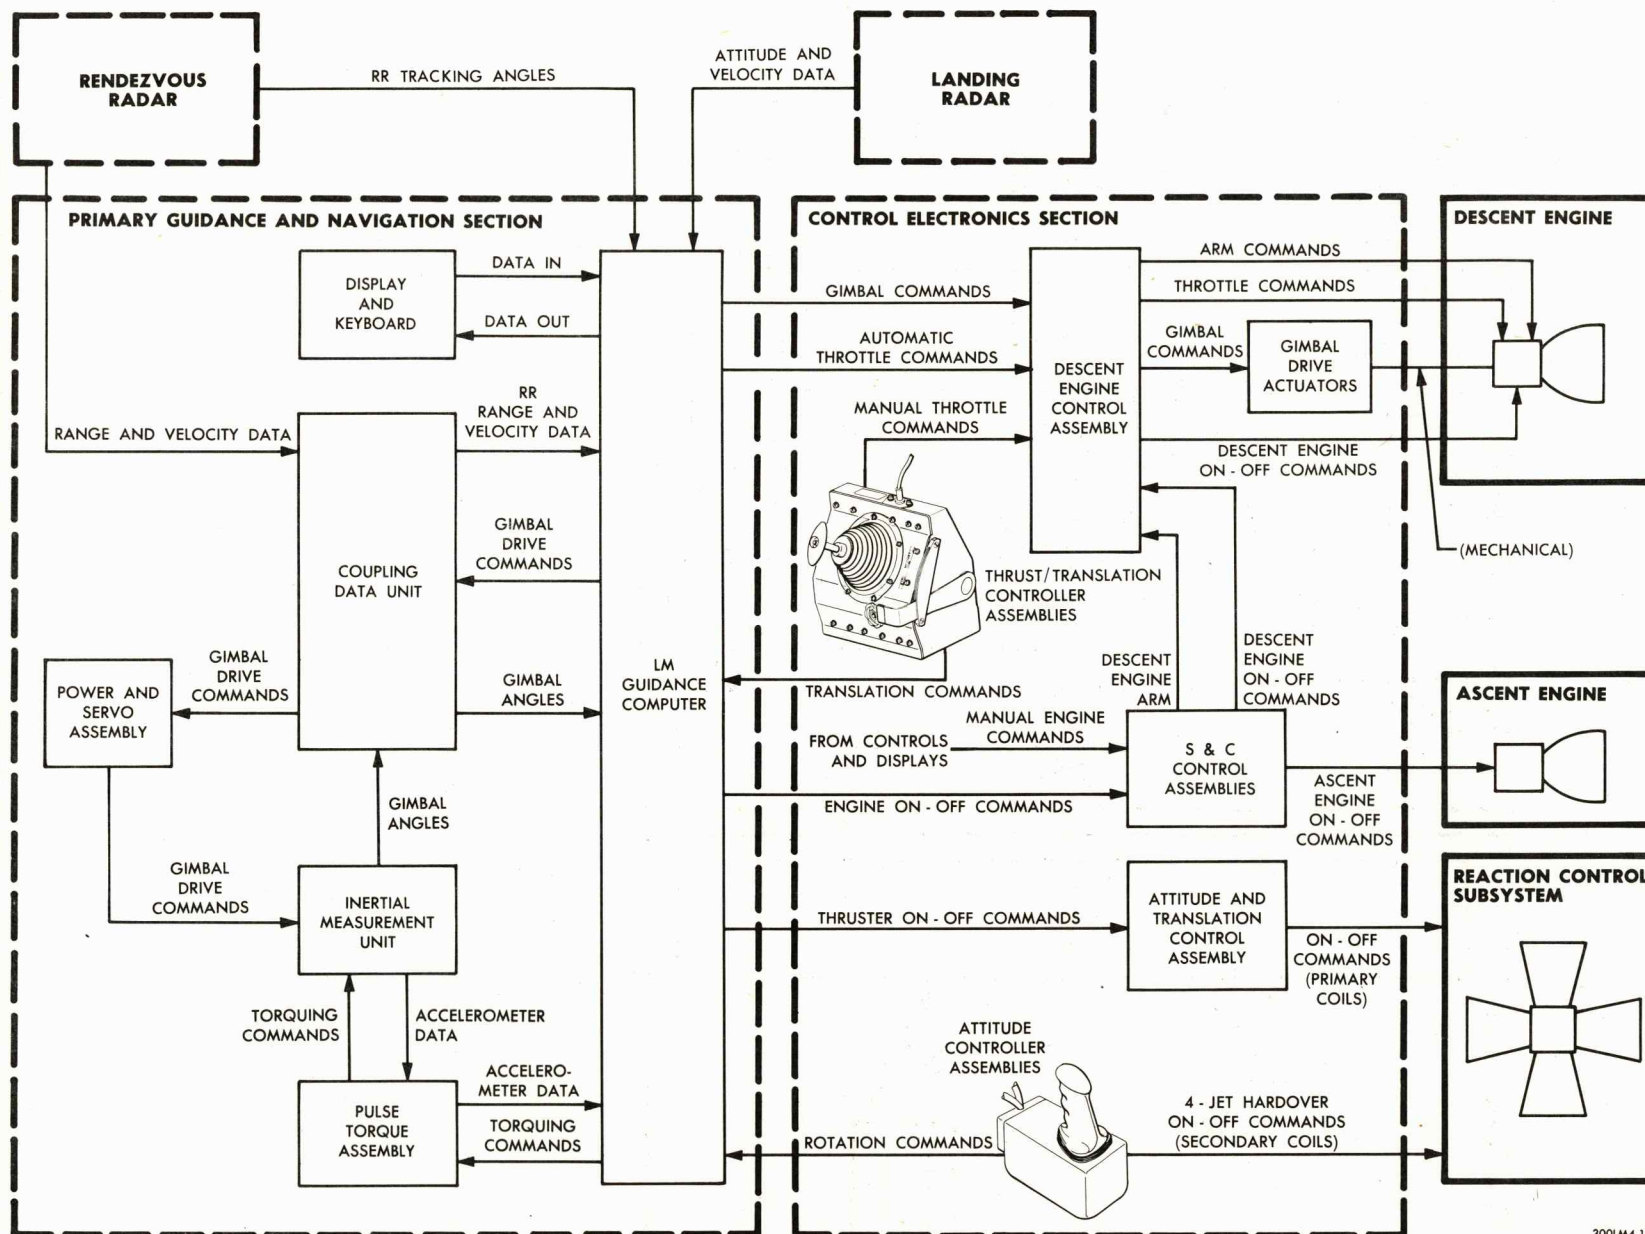 RENDEZVOUS
RADAR
RR TRACKING ANGLES
ATTITUDE AND
VELOCITY DATA
LANDING
RADAR
PRIMARY GUIDANCE AND NAVIGATION SECTION
DISPLAY
AND
KEYBOARD
DATA IN
DATA OUT
RANGE AND VELOCITY DATA
RR
RANGE AND
VELOCITY DATA
COUPLING
DATA UNIT
GIMBAL
DRIVE
COMMANDS
POWER AND
SERVO
ASSEMBLY
GIMBAL
DRIVE
COMMANDS
GIMBAL
ANGLES
LM
GUIDANCE
COMPUTER
GIMBAL
ANGLES
GIMBAL
DRIVE
COMMANDS
INERTIAL
MEASUREMENT
UNIT
TORQUING
COMMANDS
ACCELEROMETER
DATA
PULSE
TORQUE
ASSEMBLY
ACCELERO-
METER DATA
TORQUING
COMMANDS
CONTROL ELECTRONICS SECTION
GIMBAL COMMANDS
AUTOMATIC
THROTTLE COMMANDS
MANUAL THROTTLE
COMMANDS
DESCENT
ENGINE
CONTROL
ASSEMBLY
ARM COMMANDS
THROTTLE COMMANDS
GIMBAL
COMMANDS
GIMBAL
DRIVE
ACTUATORS
DESCENT ENGINE
ON - OFF COMMANDS
THRUST/TRANSLATION
CONTROLLER
ASSEMBLIES
TRANSLATION COMMANDS
DESCENT
ENGINE
ARM
DESCENT
ENGINE
ON - OFF
COMMANDS
MANUAL ENGINE
COMMANDS
FROM CONTROLS
AND DISPLAYS
S & C
CONTROL
ASSEMBLIES
ENGINE ON - OFF COMMANDS
ASCENT
ENGINE
ON - OFF
COMMANDS
THRUSTER ON - OFF COMMANDS
ATTITUDE AND
TRANSLATION
CONTROL
ASSEMBLY
ON - OFF
COMMANDS
(PRIMARY
COILS)
ATTITUDE
CONTROLLER
ASSEMBLIES
ROTATION COMMANDS
4 - JET HARDOVER
ON - OFF COMMANDS
(SECONDARY COILS)
DESCENT ENGINE
(MECHANICAL)
ASCENT ENGINE
REACTION CONTROL
SUBSYSTEM